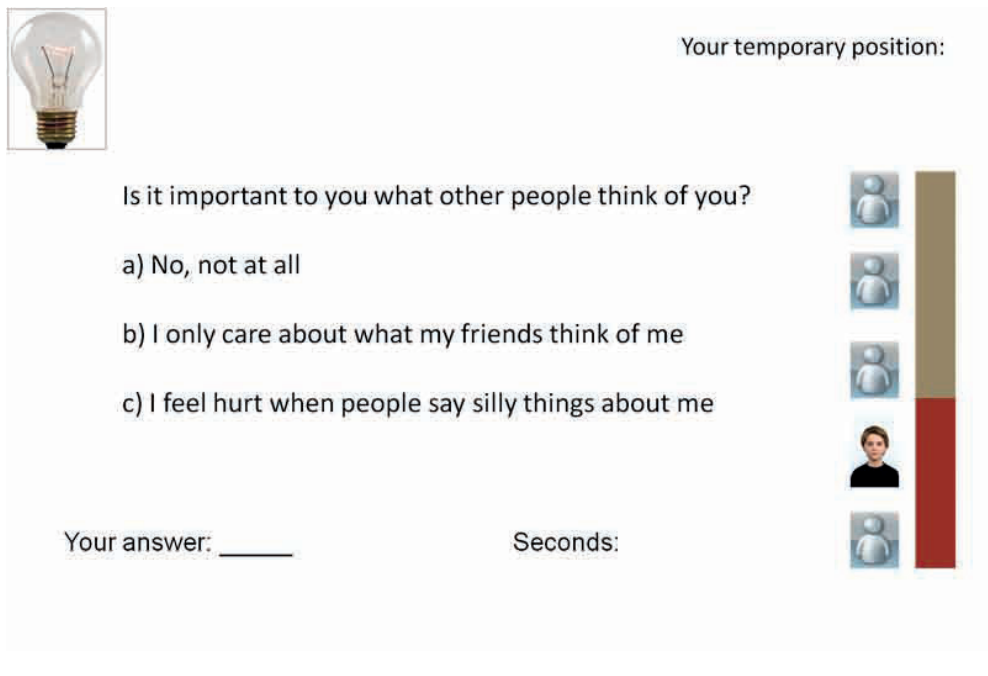 Your temporary position:
Is it important to you what other people think of you?
a) No, not at all
b) I only care about what my friends think of me
c) I feel hurt when people say silly things about me
Your answer: _____
Seconds: